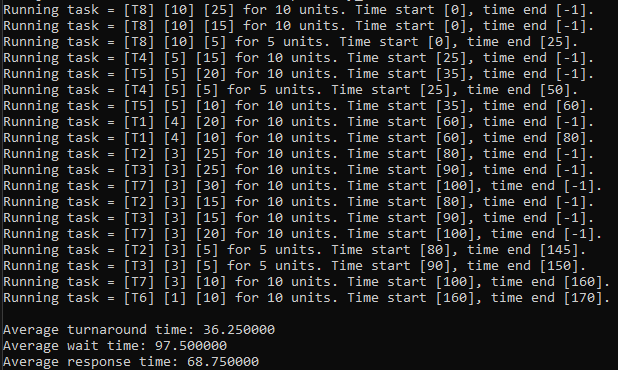 Running task = [T8] [10] [25] for 10 units. Time start [0], time end [-1].
Running task = [T8] [10] [15] for 10 units. Time start [0], time end [-1].
Running task = [T8] [10] [5] for 5 units. Time start [0], time end [25].
Running task = [T4] [5] [15] for 10 units. Time start [25], time end [-1].
Running task = [T5] [5] [20] for 10 units. Time start [35], time end [-1].
Running task = [T4] [5] [5] for 5 units. Time start [25], time end [50].
Running task = [T5] [5] [10] for 10 units. Time start [35], time end [60].
Running task = [T1] [4] [20] for 10 units. Time start [60], time end [-1].
Running task = [T1] [4] [10] for 10 units. Time start [60], time end [80].
Running task = [T2] [3] [25] for 10 units. Time start [80], time end [-1].
Running task = [T3] [3] [25] for 10 units. Time start [90], time end [-1].
Running task = [T7] [3] [30] for 10 units. Time start [100], time end [-1].
Running task = [T2] [3] [15] for 10 units. Time start [80], time end [-1].
Running task = [T3] [3] [15] for 10 units. Time start [90], time end [-1].
Running task = [T7] [3] [20] for 10 units. Time start [100], time end [-1].
Running task = [T2] [3] [5] for 5 units. Time start [80], time end [145].
Running task = [T3] [3] [5] for 5 units. Time start [90], time end [150].
Running task = [T7] [3] [10] for 10 units. Time start [100], time end [160].
Running task = [T6] [1] [10] for 10 units. Time start [160], time end [170].
Average turnaround time: 36.250000
Average wait time: 97.500000
Average response time: 68.750000